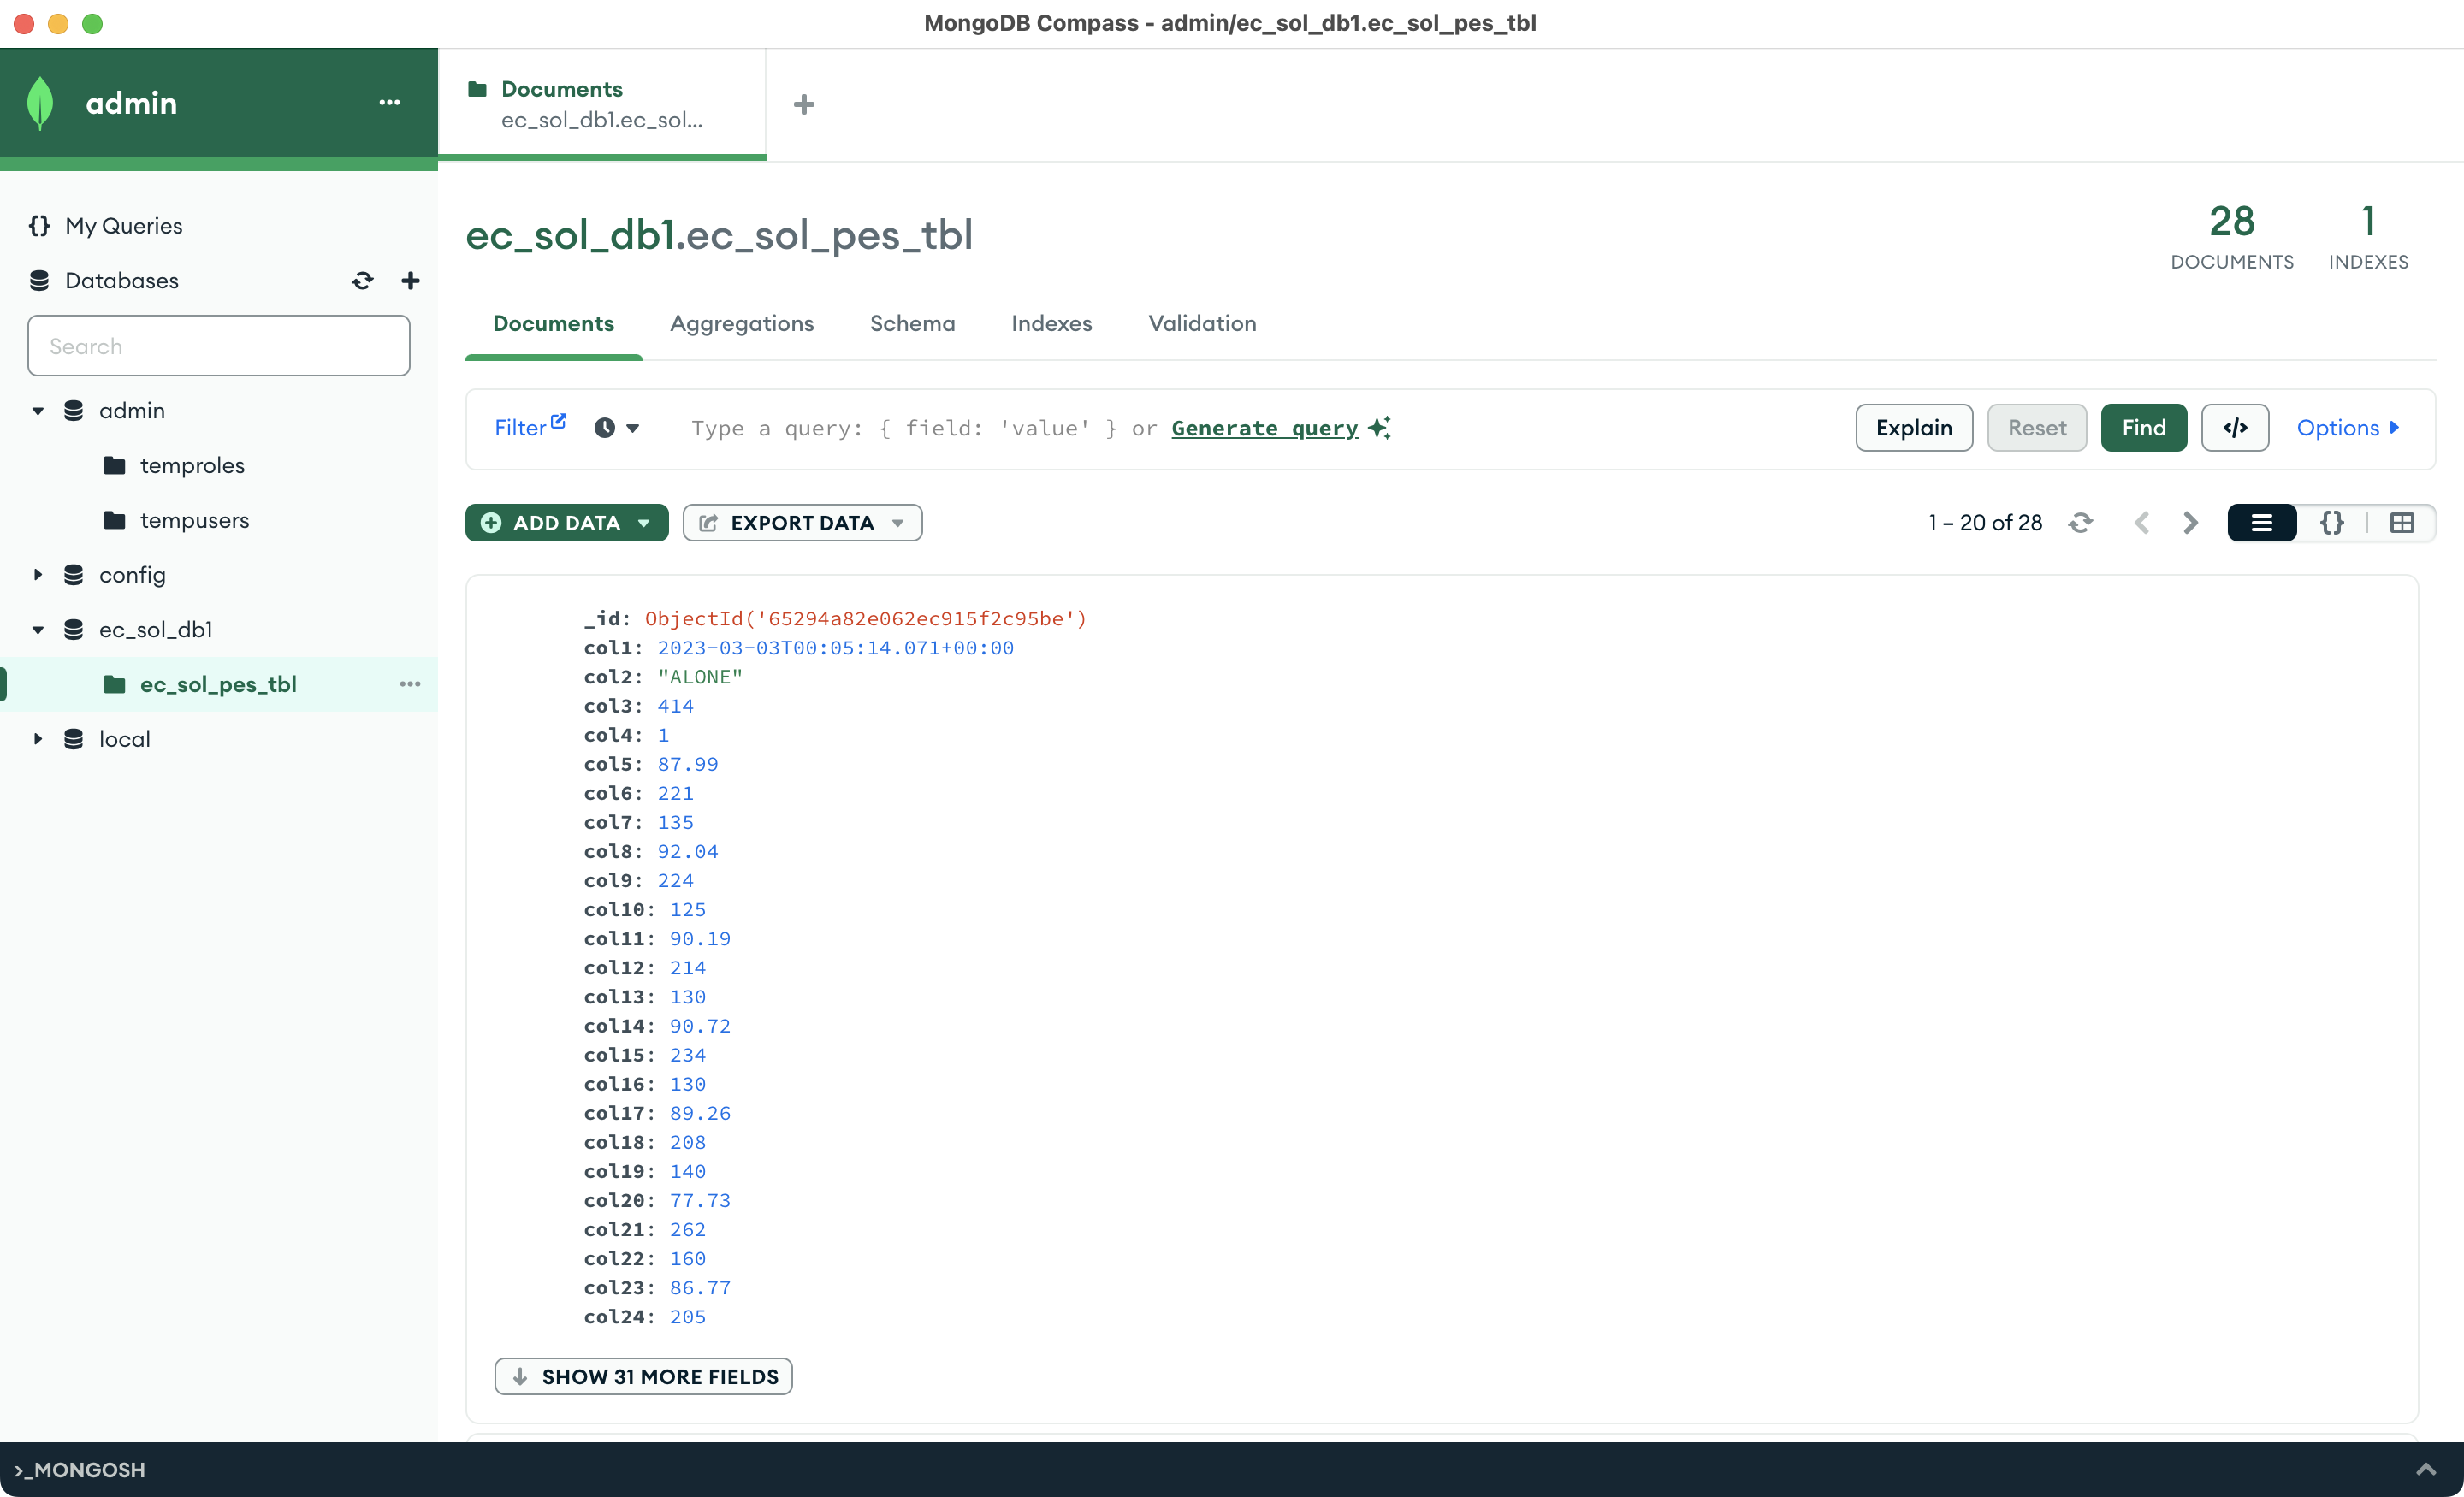 MongoDB Compass - admin/ec_sol_db1.ec_sol_pes_tbl
admin
My Queries
Databases
Search
admin
temproles
tempusers
config
ec_sol_db1
ec_sol_pes_tbl
local
Documents
ec_sol_db1.ec_sol...
ec_sol_db1.ec_sol_pes_tbl
28
DOCUMENTS
1
INDEXES
Documents Aggregations Schema Indexes Validation
Filter Type a query: { field: 'value' } or Generate query Explain Reset Find </> Options
ADD DATA EXPORT DATA 1 – 20 of 28 {}
_id: ObjectId('65294a82e062ec915f2c95be')
col1: 2023-03-03T00:05:14.071+00:00
col2: "ALONE"
col3: 414
col4: 1
col5: 87.99
col6: 221
col7: 135
col8: 92.04
col9: 224
col10: 125
col11: 90.19
col12: 214
col13: 130
col14: 90.72
col15: 234
col16: 130
col17: 89.26
col18: 208
col19: 140
col20: 77.73
col21: 262
col22: 160
col23: 86.77
col24: 205
SHOW 31 MORE FIELDS
>_MONGOSH